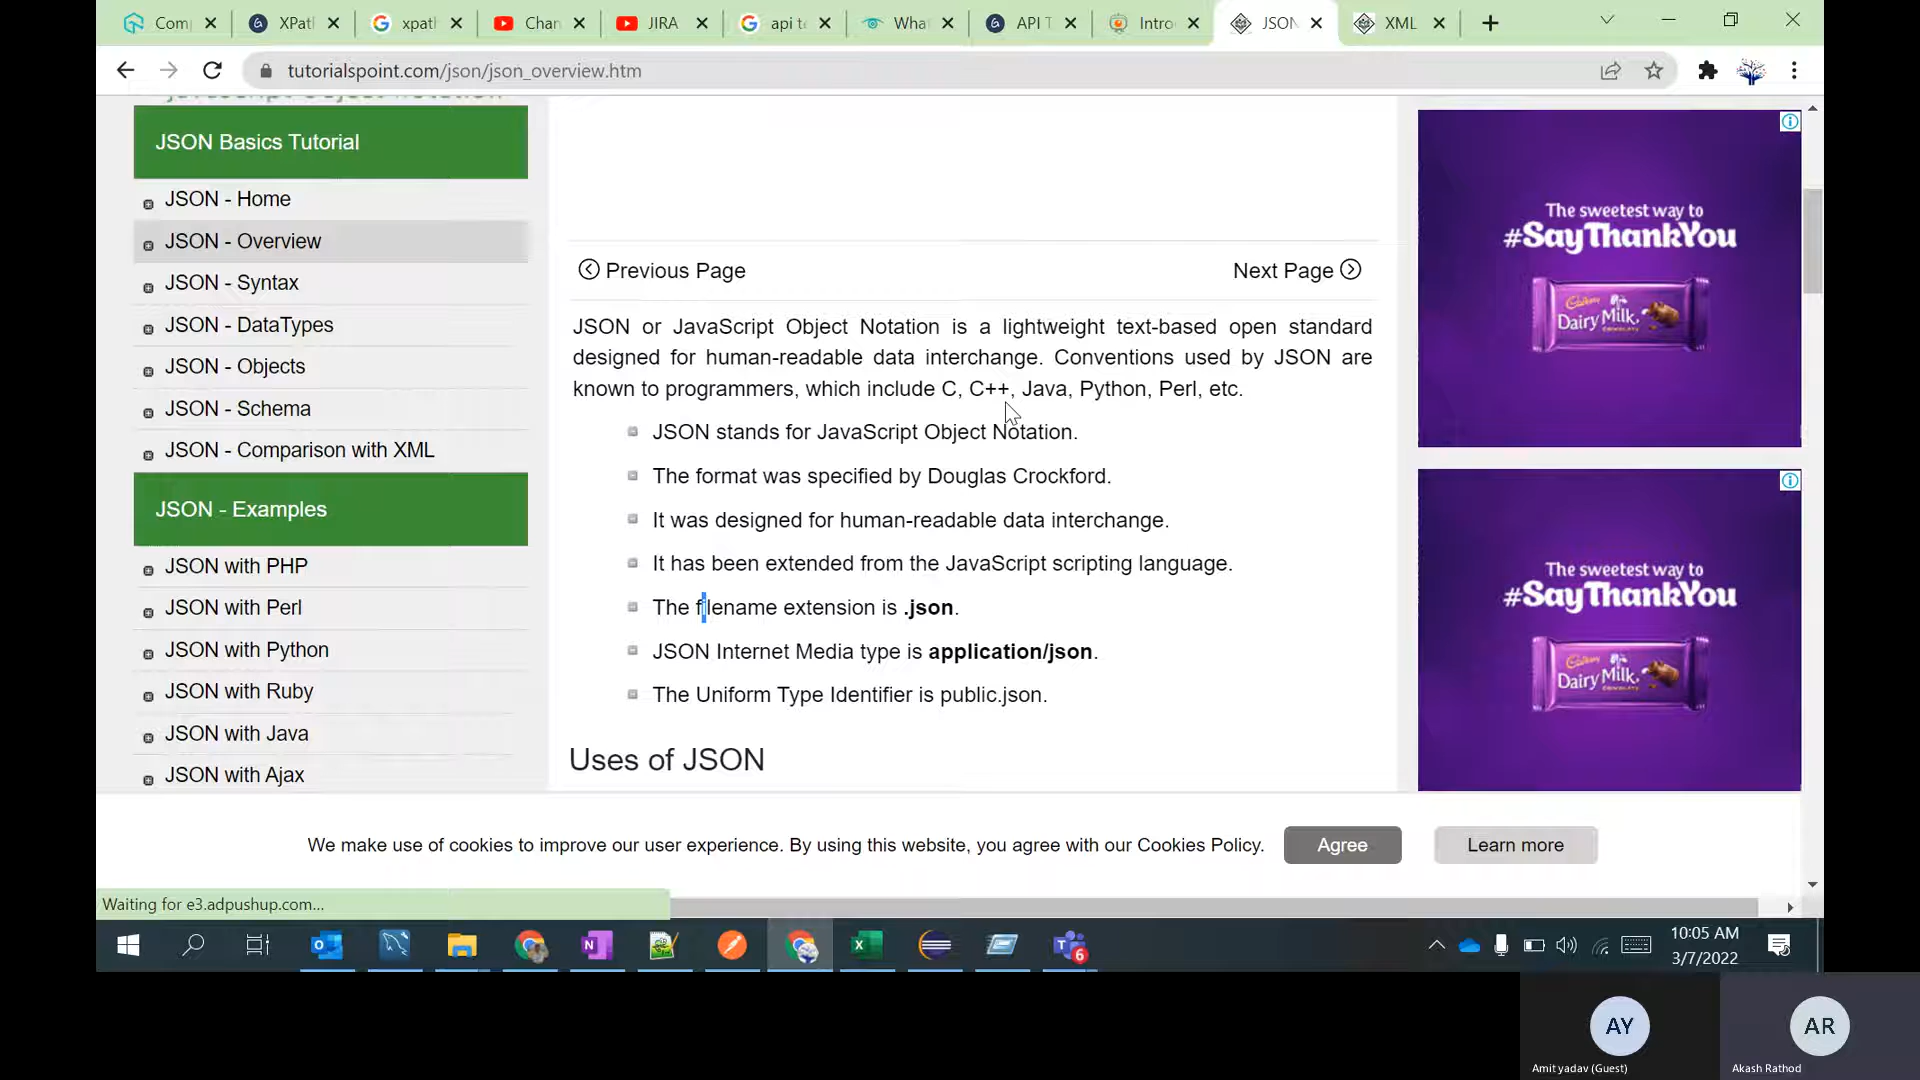 Comp
XPath
xpath
Chan
JIRA
api te
What
API T
Intro
JSON
XML
tutorialspoint.com/json/json_overview.htm
JSON Basics Tutorial
JSON - Home
JSON - Overview
JSON - Syntax
JSON - DataTypes
JSON - Objects
JSON - Schema
JSON - Comparison with XML
JSON - Examples
JSON with PHP
JSON with Perl
JSON with Python
JSON with Ruby
JSON with Java
JSON with Ajax
Previous Page
Next Page
JSON or JavaScript Object Notation is a lightweight text-based open standard
designed for human-readable data interchange. Conventions used by JSON are
known to programmers, which include C, C++, Java, Python, Perl, etc.
JSON stands for JavaScript Object Notation.
The format was specified by Douglas Crockford.
It was designed for human-readable data interchange.
It has been extended from the JavaScript scripting language.
The filename extension is .json.
JSON Internet Media type is application/json.
The Uniform Type Identifier is public.json.
Uses of JSON
The sweetest way to
#SayThankYou
Cadbury
Dairy Milk
The sweetest way to
#SayThankYou
Cadbury
Dairy Milk
We make use of cookies to improve our user experience. By using this website, you agree with our Cookies Policy.
Agree
Learn more
Waiting for e3.adpushup.com...
10:05 AM
3/7/2022
6
AY
AR
Amit yadav (Guest)
Akash Rathod